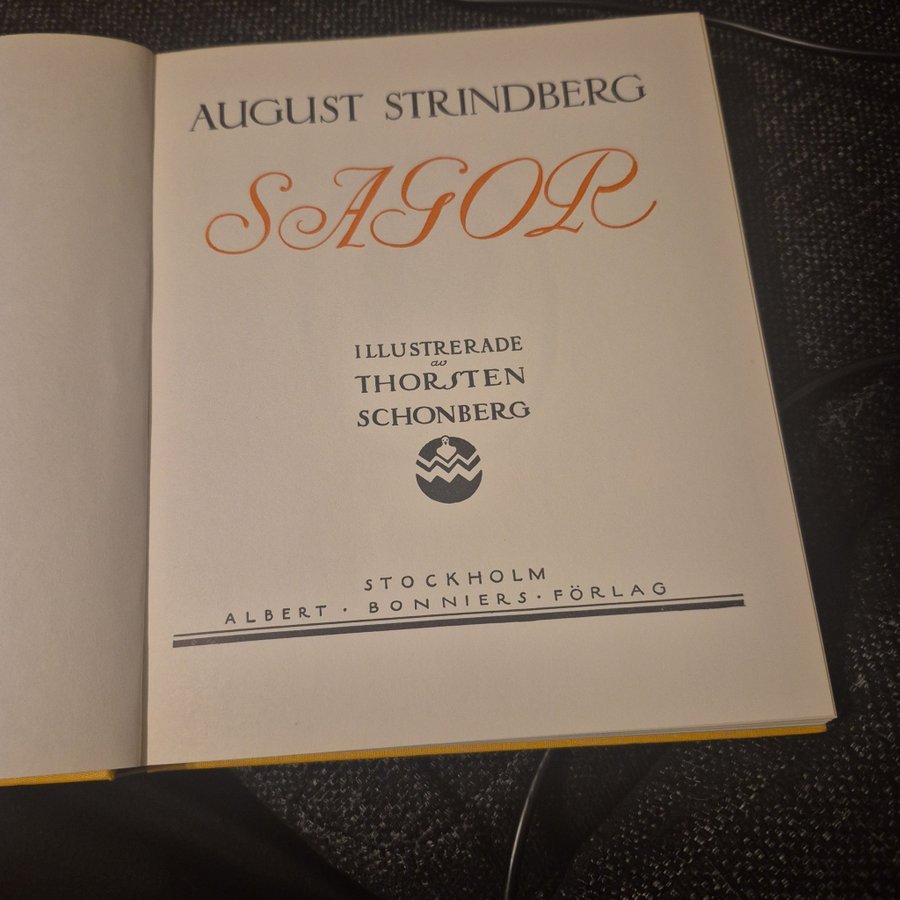 AUGUST STRINDBERG
SAGOR
ILLUSTRERADE
av
THORSTEN
SCHONBERG
STOCKHOLM
ALBERT · BONNIERS · FÖRLAG